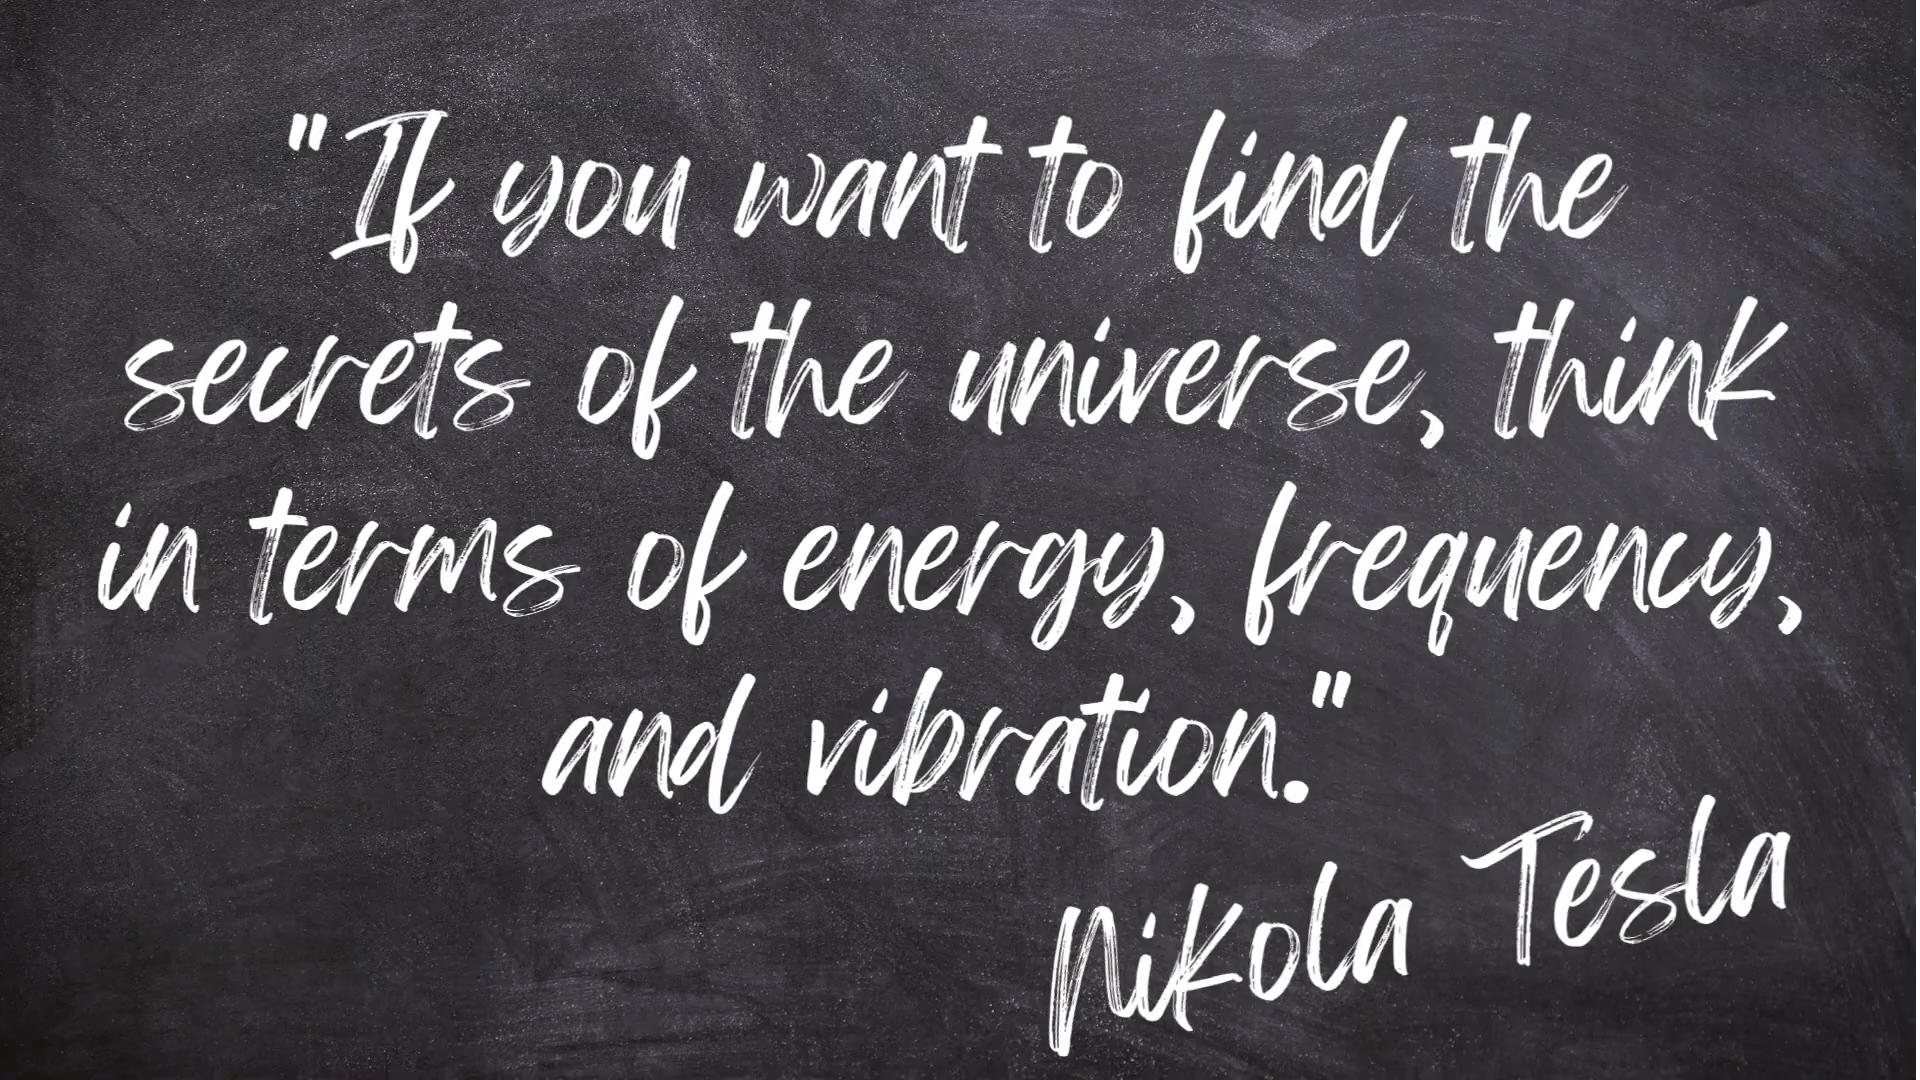 "If you want to find the
secrets of the universe, think
in terms of energy, frequency,
and vibration."
Nikola Tesla